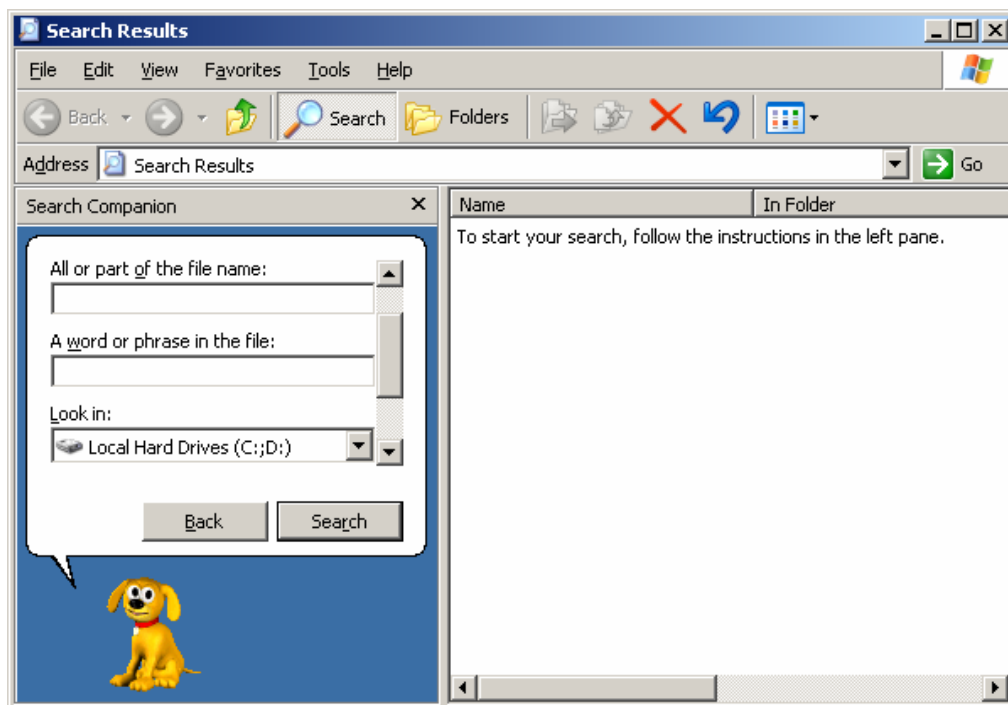 Search Results
File Edit View Favorites Tools Help
Back Search Folders
Address Search Results Go
Search Companion
Name In Folder
All or part of the file name:
To start your search, follow the instructions in the left pane.
A word or phrase in the file:
Look in:
Local Hard Drives (C:;D:)
Back Search